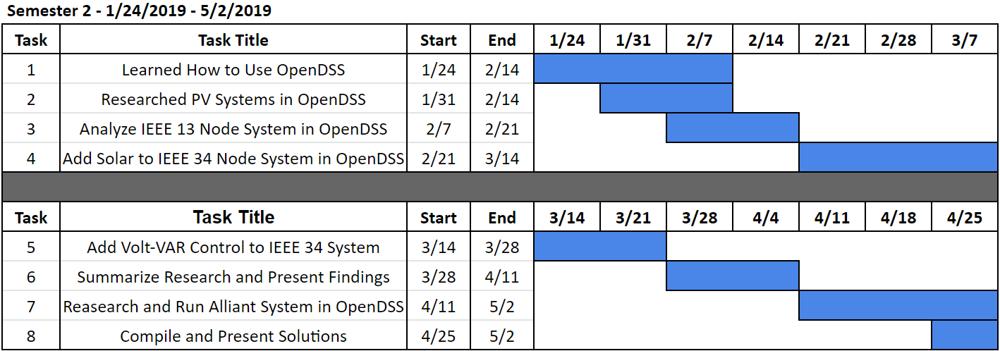 Semester 2 - 1/24/2019 - 5/2/2019
Task Task Title Start End 1/24 1/31 2/7 2/14 2/21 2/28 3/7
1 Learned How to Use OpenDSS 1/24 2/14
2 Researched PV Systems in OpenDSS 1/31 2/14
3 Analyze IEEE 13 Node System in OpenDSS 2/7 2/21
4 Add Solar to IEEE 34 Node System in OpenDSS 2/21 3/14
Task Task Title Start End 3/14 3/21 3/28 4/4 4/11 4/18 4/25
5 Add Volt-VAR Control to IEEE 34 System 3/14 3/28
6 Summarize Research and Present Findings 3/28 4/11
7 Reasearch and Run Alliant System in OpenDSS 4/11 5/2
8 Compile and Present Solutions 4/25 5/2